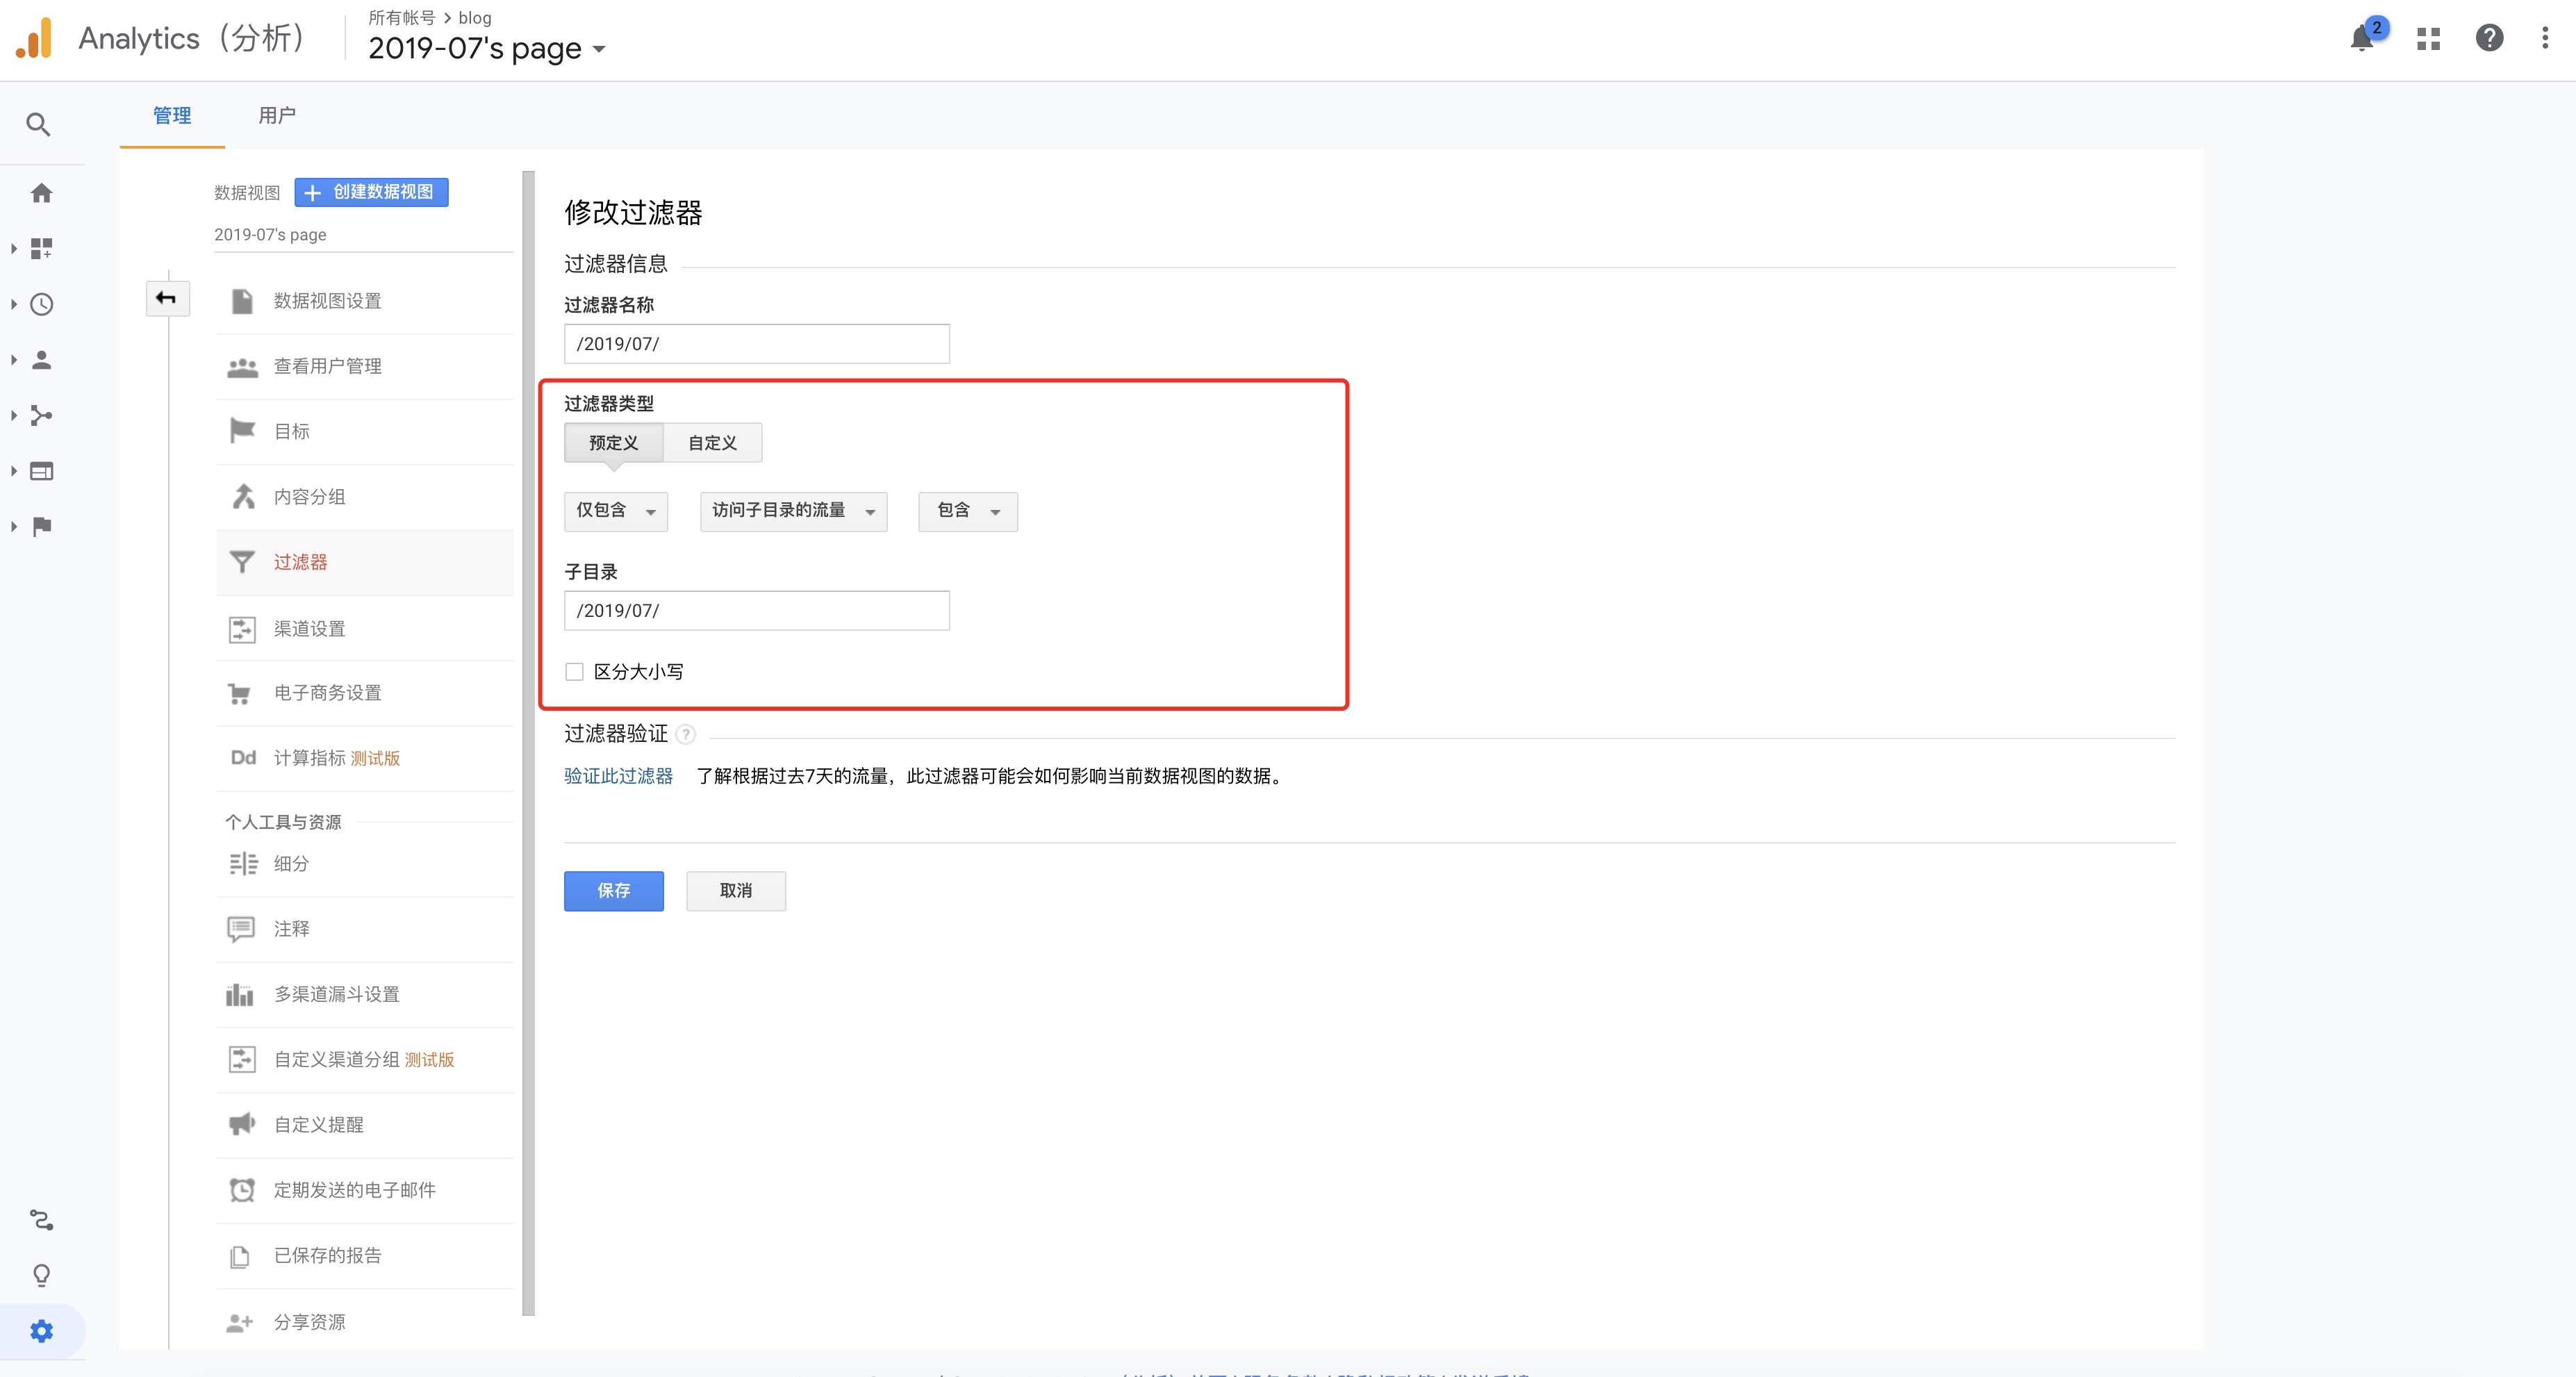 Analytics（分析）
所有帐号 > blog
2019-07's page
2
管理
用户
数据视图
创建数据视图
2019-07's page
数据视图设置
查看用户管理
目标
内容分组
过滤器
渠道设置
电子商务设置
Dd 计算指标 测试版
个人工具与资源
细分
注释
多渠道漏斗设置
自定义渠道分组 测试版
自定义提醒
定期发送的电子邮件
已保存的报告
分享资源
修改过滤器
过滤器信息
过滤器名称
/2019/07/
过滤器类型
预定义 自定义
仅包含 访问子目录的流量 包含
子目录
/2019/07/
区分大小写
过滤器验证 ?
验证此过滤器 了解根据过去7天的流量，此过滤器可能会如何影响当前数据视图的数据。
保存 取消